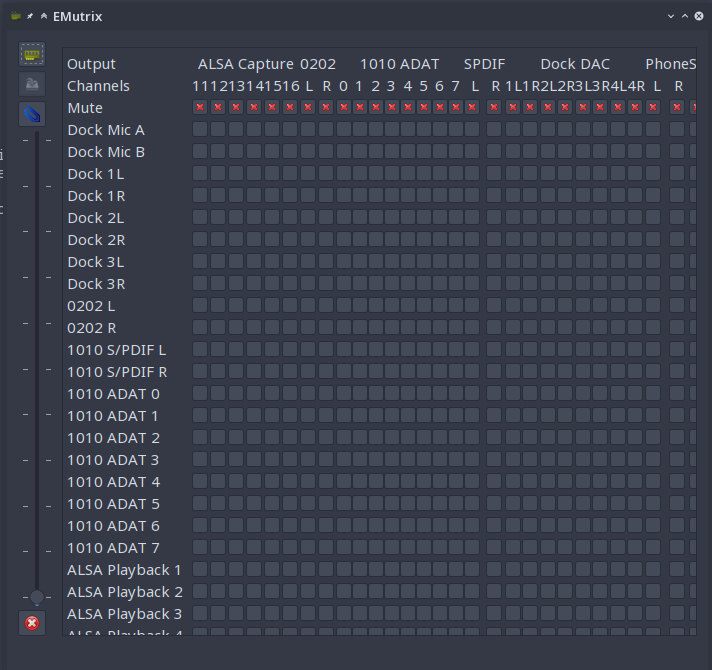 EMutrix
Output ALSA Capture 0202 1010 ADAT SPDIF Dock DAC PhoneS
Channels 111213141516 L R 0 1 2 3 4 5 6 7 L R 1L1R2L2R3L3R4L4R L R
Mute
Dock Mic A
Dock Mic B
Dock 1L
Dock 1R
Dock 2L
Dock 2R
Dock 3L
Dock 3R
0202 L
0202 R
1010 S/PDIF L
1010 S/PDIF R
1010 ADAT 0
1010 ADAT 1
1010 ADAT 2
1010 ADAT 3
1010 ADAT 4
1010 ADAT 5
1010 ADAT 6
1010 ADAT 7
ALSA Playback 1
ALSA Playback 2
ALSA Playback 3
ALSA Playback 4